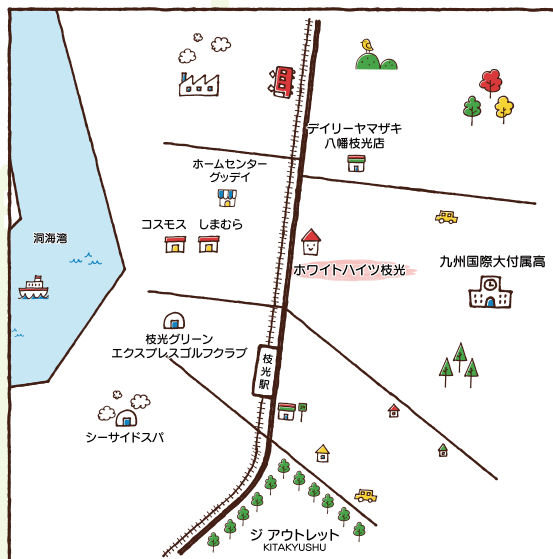 デイリーヤマザキ
八幡枝光店
ホームセンター
グッデイ
コスモス
しまむら
洞海湾
ホワイトハイツ枝光
九州国際大付属高
枝光グリーン
エクスプレスゴルフクラブ
枝光駅
シーサイドスパ
ジ アウトレット
KITAKYUSHU